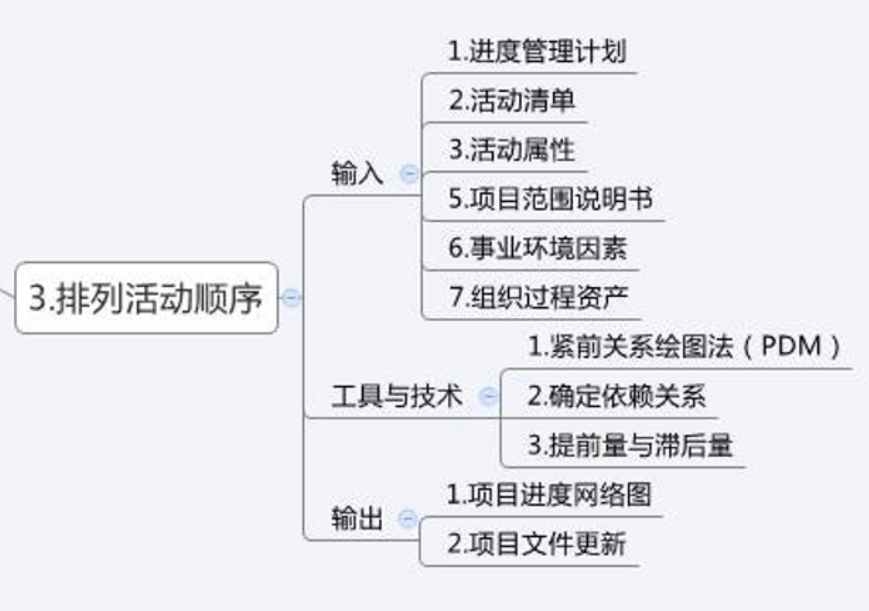 3.排列活动顺序
输入
1.进度管理计划
2.活动清单
3.活动属性
5.项目范围说明书
6.事业环境因素
7.组织过程资产
工具与技术
1.紧前关系绘图法（PDM）
2.确定依赖关系
3.提前量与滞后量
输出
1.项目进度网络图
2.项目文件更新